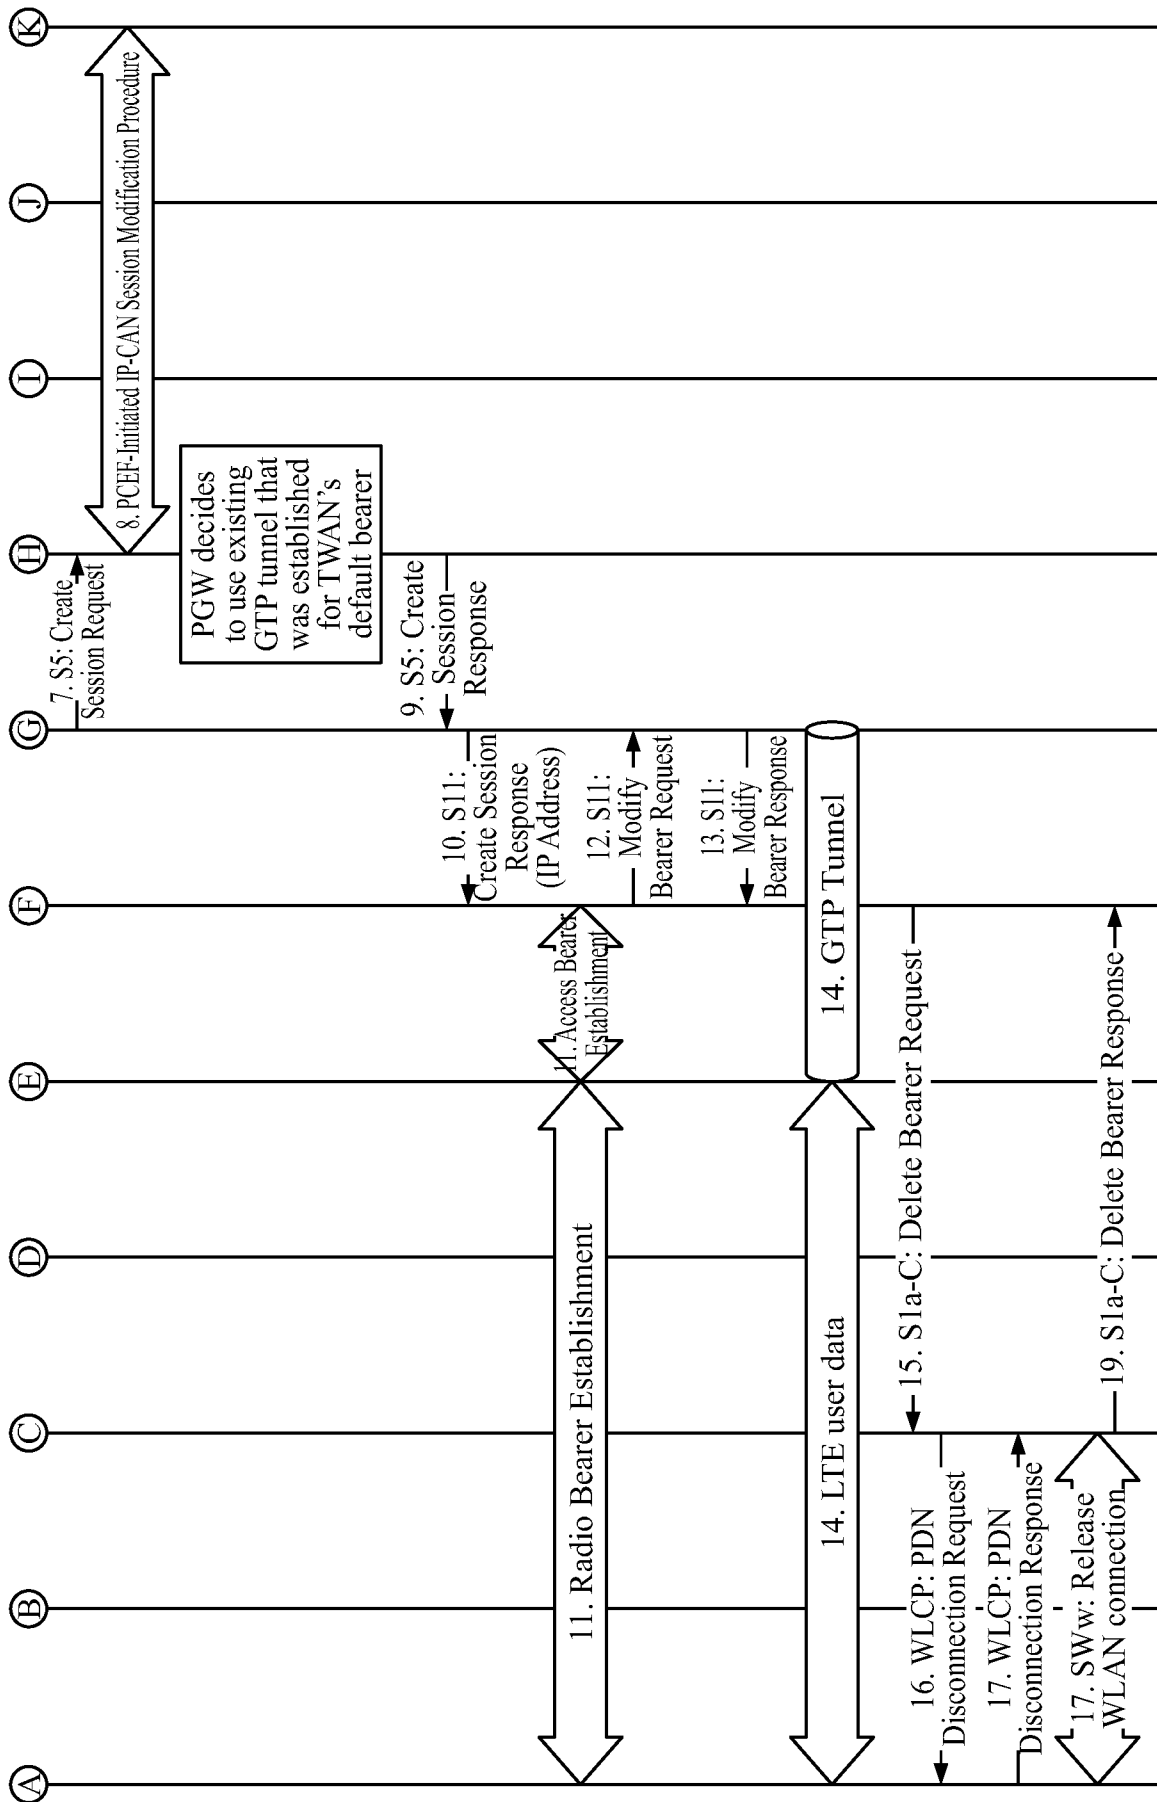 A
B
C
D
E
F
G
H
I
J
K
7. S5: Create
Session Request
8. PCEF-Initiated IP-CAN Session Modification Procedure
PGW decides
to use existing
GTP tunnel that
was established
for TWAN's
default bearer
9. S5: Create
Session
Response
10. S11:
Create Session
Response
(IP Address)
11. Radio Bearer Establishment
11. Access Bearer
Establishment
12. S11:
Modify
Bearer Request
13. S11:
Modify
Bearer Response
14. LTE user data
14. GTP Tunnel
15. S1a-C: Delete Bearer Request
16. WLCP: PDN
Disconnection Request
17. WLCP: PDN
Disconnection Response
17. SWw: Release
WLAN connection
19. S1a-C: Delete Bearer Response